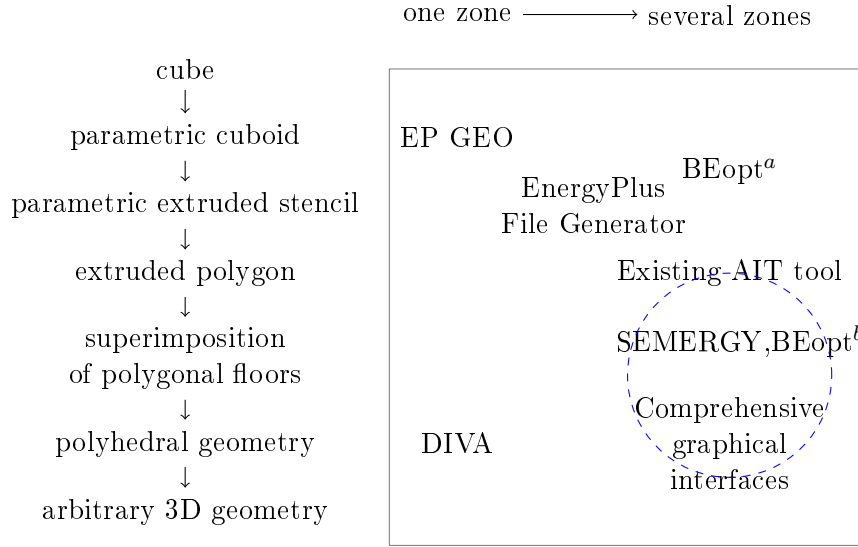 one zone → several zones
cube
↓
parametric cuboid
↓
parametric extruded stencil
↓
extruded polygon
↓
superimposition
of polygonal floors
↓
polyhedral geometry
↓
arbitrary 3D geometry
EP GEO
BEopt^a
EnergyPlus
File Generator
Existing AIT tool
SEMERGY,BEopt^b
Comprehensive
graphical
interfaces
DIVA